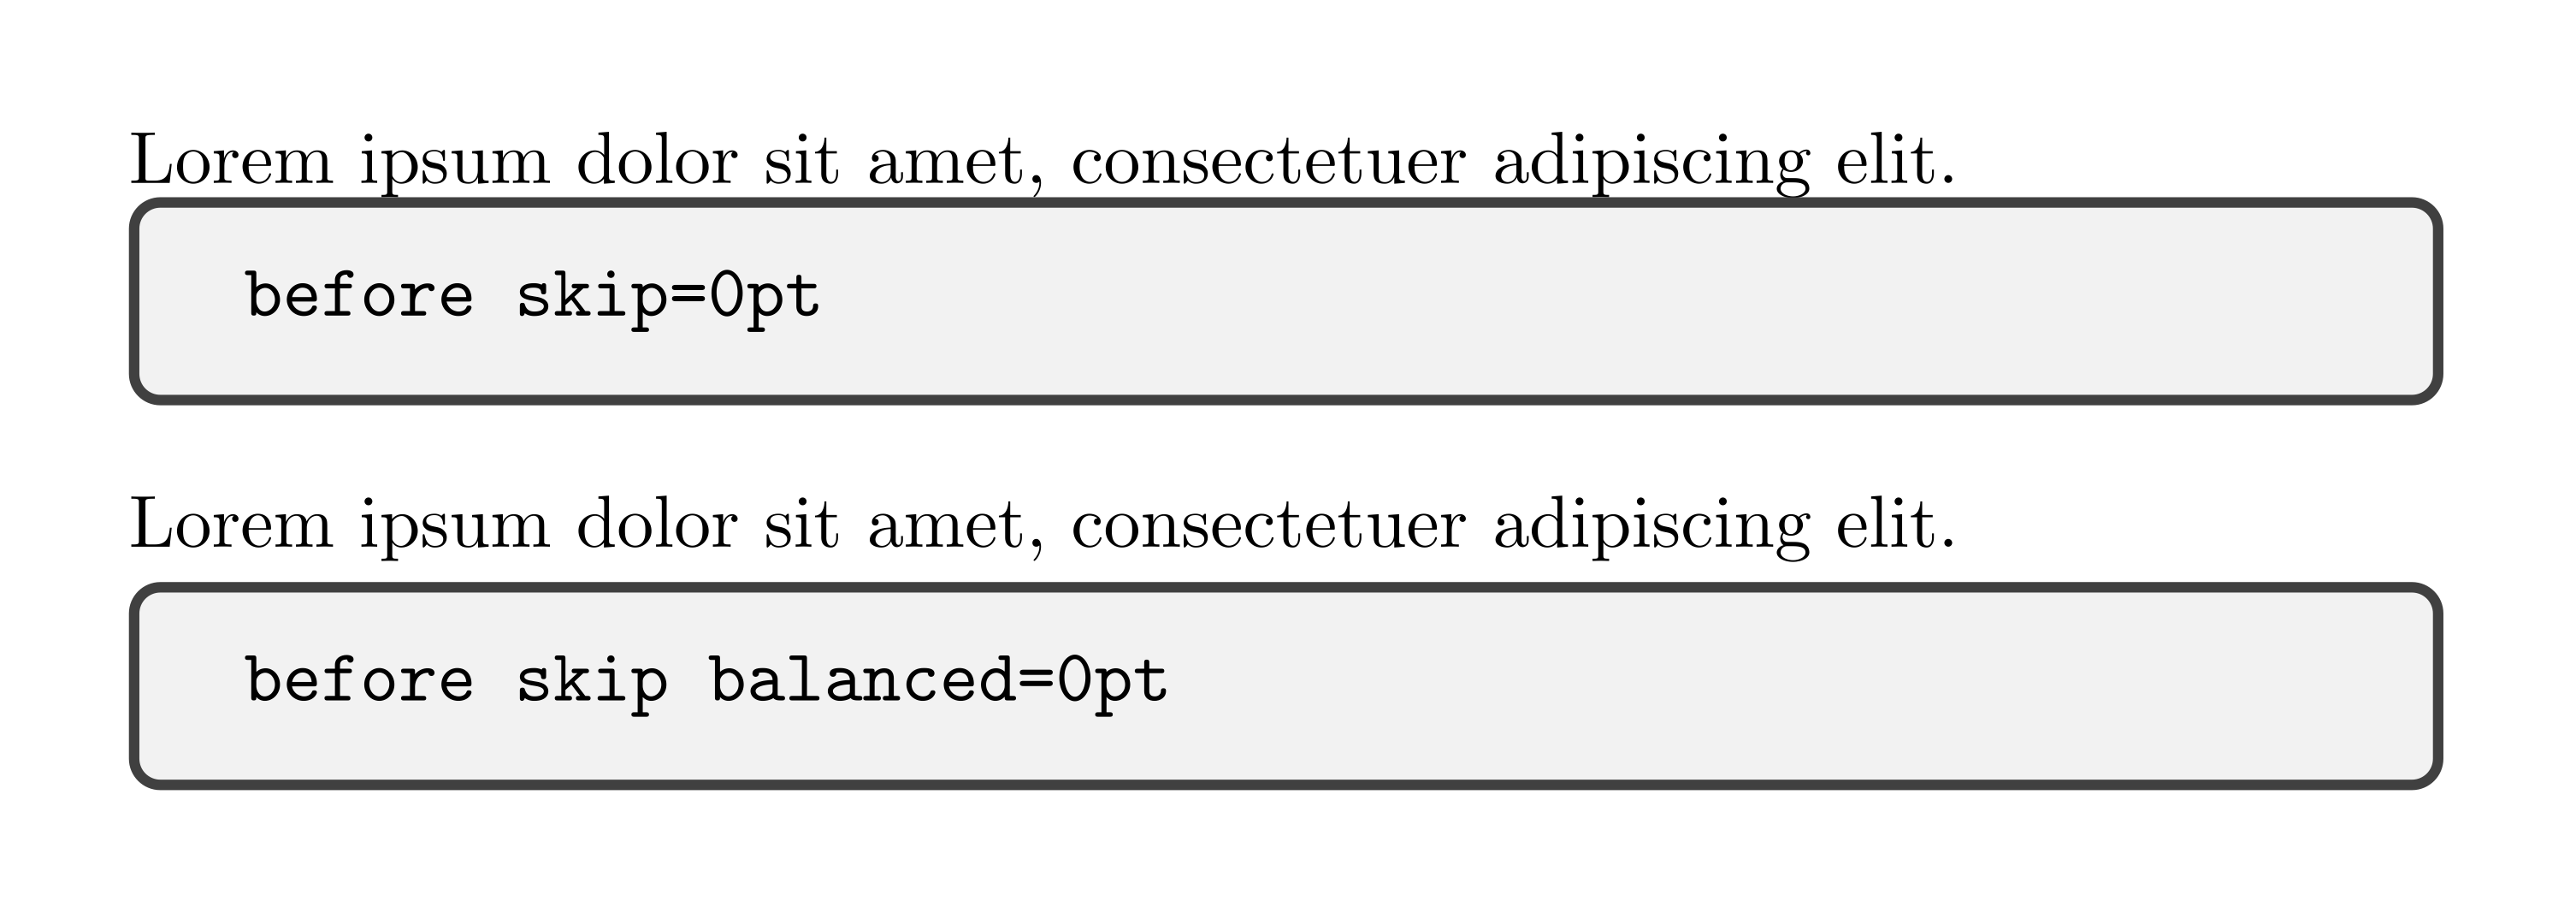 Lorem ipsum dolor sit amet, consectetuer adipiscing elit.
before skip=0pt
Lorem ipsum dolor sit amet, consectetuer adipiscing elit.
before skip balanced=0pt